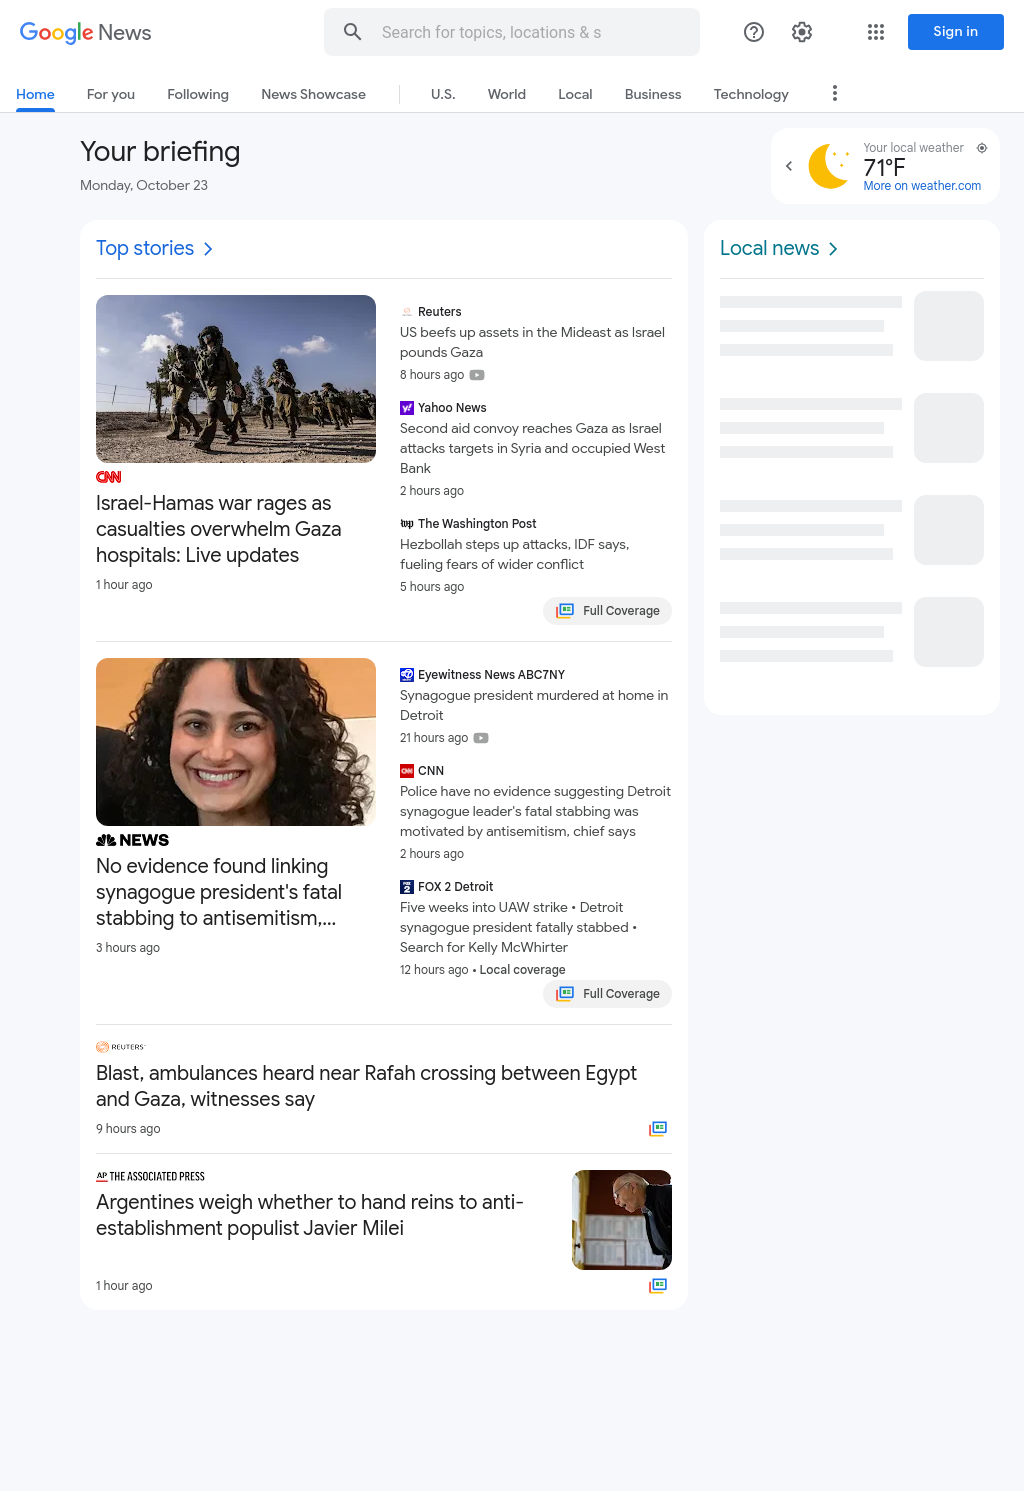 Google News
Search for topics, locations & s
Sign in
Home
For you
Following
News Showcase
U.S.
World
Local
Business
Technology
Your briefing
Monday, October 23
Your local weather
71°F
More on weather.com
Top stories
CNN
Israel-Hamas war rages as
casualties overwhelm Gaza
hospitals: Live updates
1 hour ago
Reuters
US beefs up assets in the Mideast as Israel
pounds Gaza
8 hours ago
Yahoo News
Second aid convoy reaches Gaza as Israel
attacks targets in Syria and occupied West
Bank
2 hours ago
The Washington Post
Hezbollah steps up attacks, IDF says,
fueling fears of wider conflict
5 hours ago
Full Coverage
NEWS
No evidence found linking
synagogue president's fatal
stabbing to antisemitism,...
3 hours ago
Eyewitness News ABC7NY
Synagogue president murdered at home in
Detroit
21 hours ago
CNN
Police have no evidence suggesting Detroit
synagogue leader's fatal stabbing was
motivated by antisemitism, chief says
2 hours ago
FOX 2 Detroit
Five weeks into UAW strike • Detroit
synagogue president fatally stabbed •
Search for Kelly McWhirter
12 hours ago • Local coverage
Full Coverage
REUTERS
Blast, ambulances heard near Rafah crossing between Egypt
and Gaza, witnesses say
9 hours ago
AP THE ASSOCIATED PRESS
Argentines weigh whether to hand reins to anti-
establishment populist Javier Milei
1 hour ago
Local news